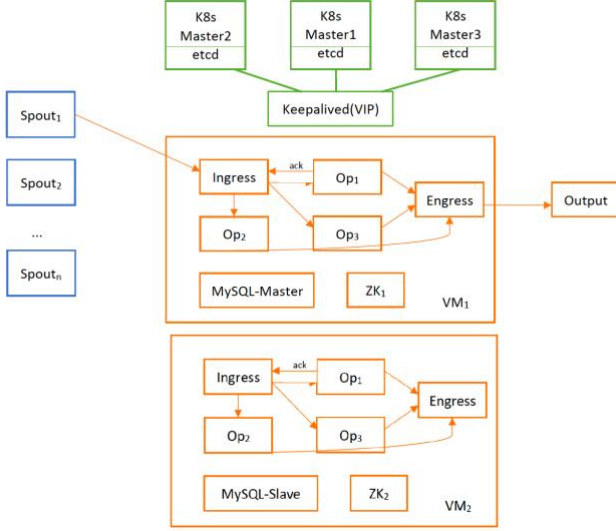 K8s
Master2
etcd
K8s
Master1
etcd
K8s
Master3
etcd
Keepalived(VIP)
Spout₁
Spout₂
...
Spoutₙ
Ingress
ack
Op₁
Engress
Op₂
Op₃
MySQL-Master
ZK₁
VM₁
Output
Ingress
ack
Op₁
Engress
Op₂
Op₃
MySQL-Slave
ZK₂
VM₂